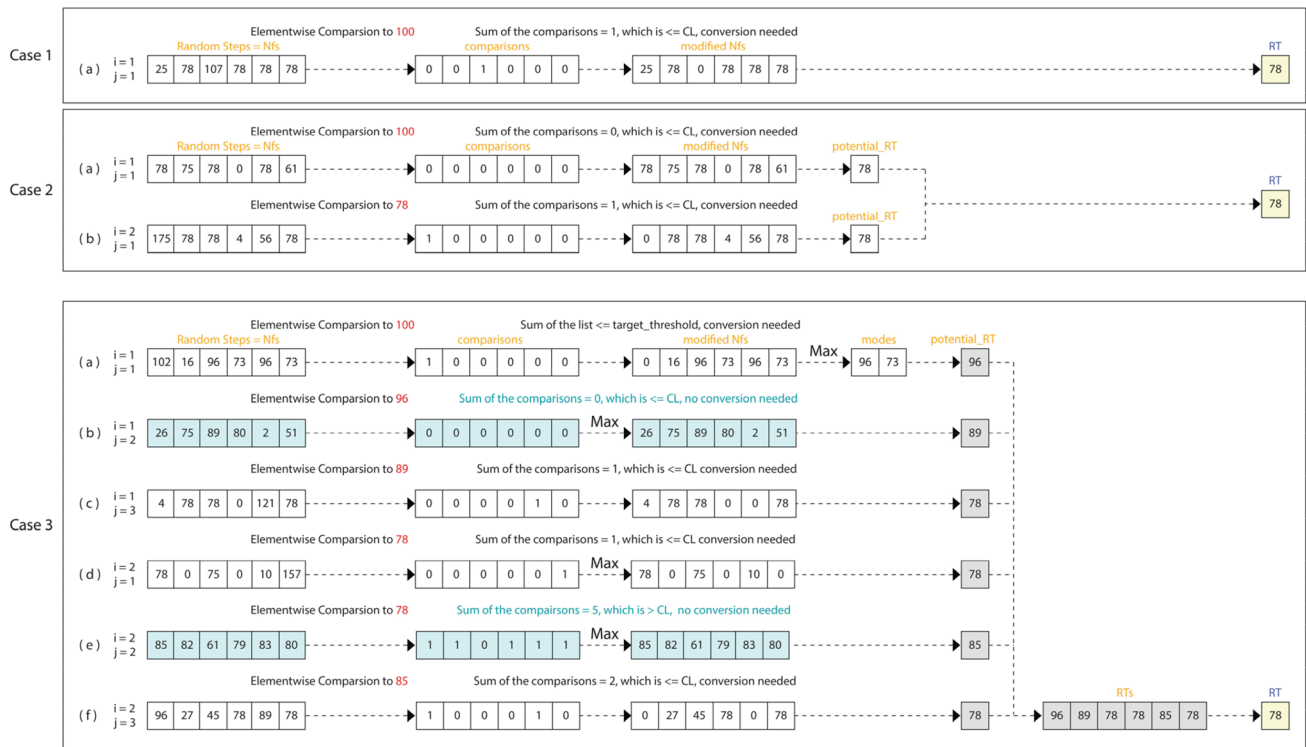 Case 1
Elementwise Comparsion to 100 Sum of the comparisons = 1, which is <= CL, conversion needed
Random Steps = Nfs comparisons modified Nfs RT
(a) i = 1 j = 1 25 78 107 78 78 78 0 0 1 0 0 0 25 78 0 78 78 78 78
Case 2
Elementwise Comparsion to 100 Sum of the comparisons = 0, which is <= CL, conversion needed
Random Steps = Nfs comparisons modified Nfs potential_RT
(a) i = 1 j = 1 78 75 78 0 78 61 0 0 0 0 0 0 78 75 78 0 78 61 78
RT
78
Elementwise Comparsion to 78 Sum of the comparisons = 1, which is <= CL, conversion needed
potential_RT
(b) i = 2 j = 1 175 78 78 4 56 78 1 0 0 0 0 0 0 78 78 4 56 78 78
Case 3
Elementwise Comparsion to 100 Sum of the list <= target_threshold, conversion needed
Random Steps = Nfs comparisons modified Nfs Max modes potential_RT
(a) i = 1 j = 1 102 16 96 73 96 73 1 0 0 0 0 0 0 16 96 73 96 73 96 73 96
Elementwise Comparsion to 96 Sum of the comparisons = 0, which is <= CL, no conversion needed
(b) i = 1 j = 2 26 75 89 80 2 51 0 0 0 0 0 0 Max 26 75 89 80 2 51 89
Elementwise Comparsion to 89 Sum of the comparisons = 1, which is <= CL conversion needed
(c) i = 1 j = 3 4 78 78 0 121 78 0 0 0 0 1 0 4 78 78 0 0 78 78
Elementwise Comparsion to 78 Sum of the comparisons = 1, which is <= CL conversion needed
(d) i = 2 j = 1 78 0 75 0 10 157 0 0 0 0 0 1 Max 78 0 75 0 10 0 78
Elementwise Comparsion to 78 Sum of the compairsons = 5, which is > CL, no conversion needed
(e) i = 2 j = 2 85 82 61 79 83 80 1 1 0 1 1 1 Max 85 82 61 79 83 80 85
Elementwise Comparsion to 85 Sum of the comparisons = 2, which is <= CL, conversion needed
RTs RT
(f) i = 2 j = 3 96 27 45 78 89 78 1 0 0 0 1 0 0 27 45 78 0 78 78 96 89 78 78 85 78 78